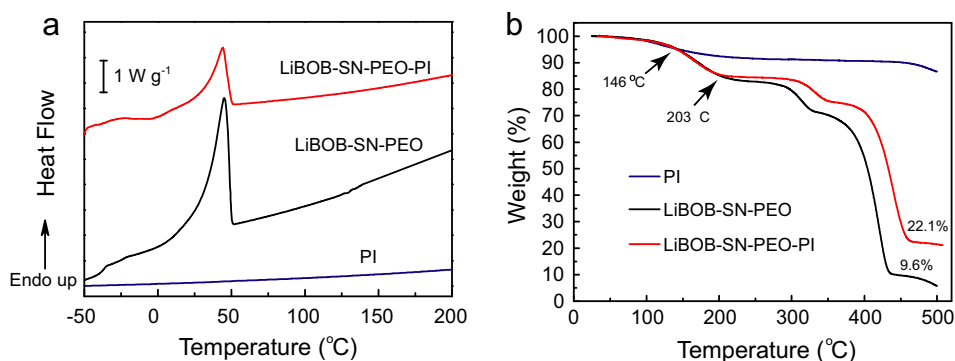 a
1 W g⁻¹
LiBOB-SN-PEO-PI
LiBOB-SN-PEO
PI
Heat Flow
Endo up
-50 0 50 100 150 200
Temperature (°C)
b
100
90
80
70
60
50
40
30
20
10
0
146 °C
203 C
PI
LiBOB-SN-PEO
LiBOB-SN-PEO-PI
22.1%
9.6%
Weight (%)
0 100 200 300 400 500
Temperature (°C)